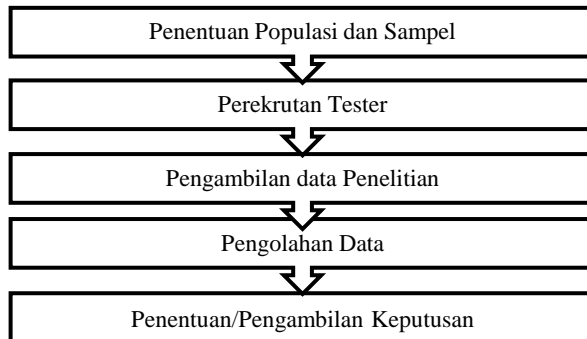 Penentuan Populasi dan Sampel
Perekrutan Tester
Pengambilan data Penelitian
Pengolahan Data
Penentuan/Pengambilan Keputusan